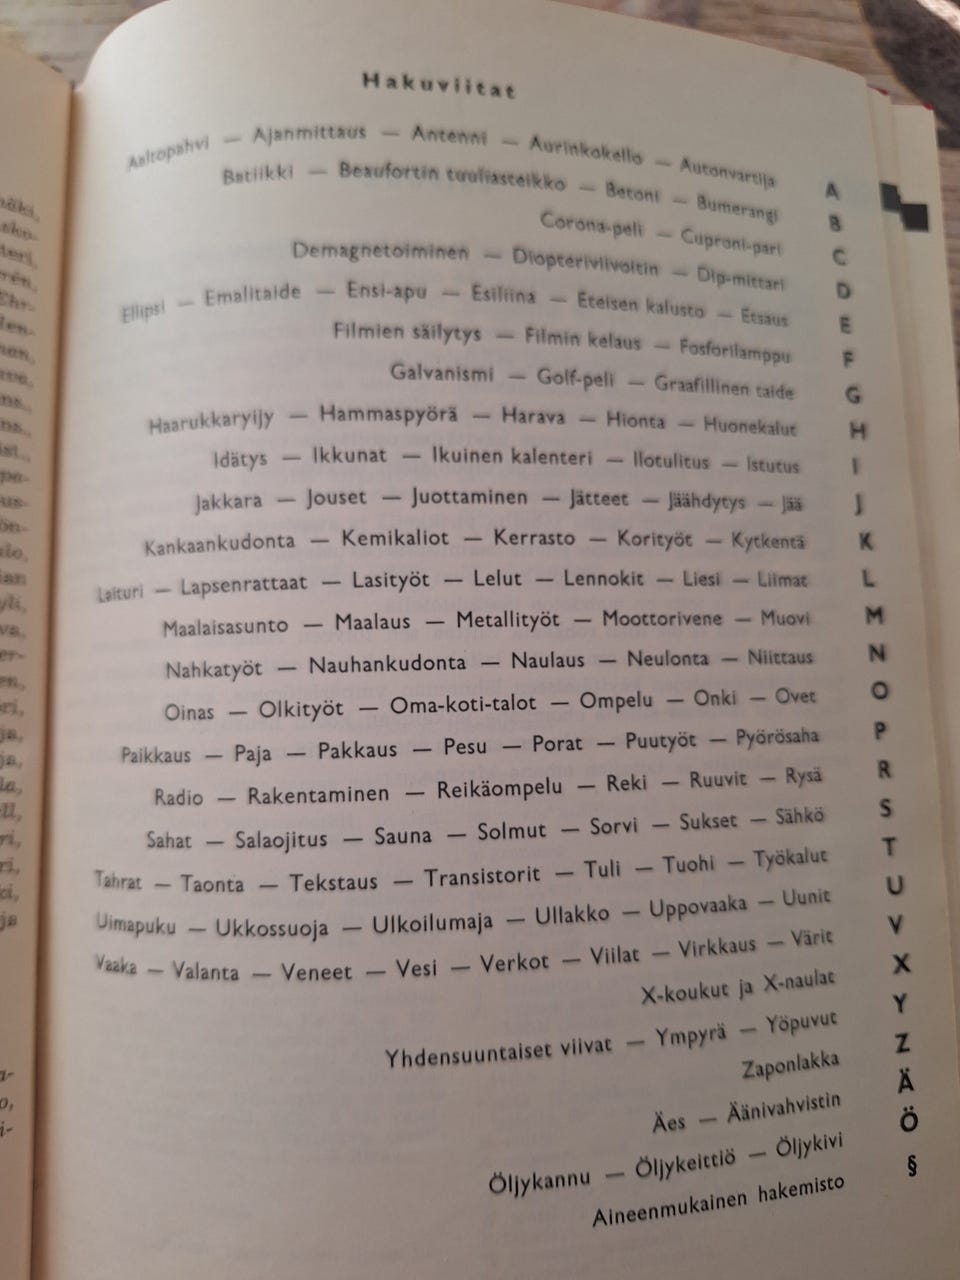 Hakuviitat
Aaltopahvi — Ajanmittaus — Antenni — Aurinkokello — Autonvartija A
Batiikki — Beaufortin tuuliasteikko — Betoni — Bumerangi B
Corona-peli — Cuproni-pari C
Demagnetoiminen — Diopteriviivoitin — Dip-mittari D
Ellipsi — Emalitaide — Ensi-apu — Esiliina — Eteisen kalusto — Etsaus E
Filmien säilytys — Filmin kelaus — Fosforilamppu F
Galvanismi — Golf-peli — Graafillinen taide G
Haarukkaryijy — Hammaspyörä — Harava — Hionta — Huonekalut H
Idätys — Ikkunat — Ikuinen kalenteri — Ilotulitus — Istutus I
Jakkara — Jouset — Juottaminen — Jätteet — Jäähdytys — Jää J
Kankaankudonta — Kemikaliot — Kerrasto — Korityöt — Kytkentä K
Laituri — Lapsenrattaat — Lasityöt — Lelut — Lennokit — Liesi — Liimat L
Maalaisasunto — Maalaus — Metallityöt — Moottorivene — Muovi M
Nahkatyöt — Nauhankudonta — Naulaus — Neulonta — Niittaus N
Oinas — Olkityöt — Oma-koti-talot — Ompelu — Onki — Ovet O
Paikkaus — Paja — Pakkaus — Pesu — Porat — Puutyöt — Pyörösaha P
Radio — Rakentaminen — Reikäompelu — Reki — Ruuvit — Rysä R
Sahat — Salaojitus — Sauna — Solmut — Sorvi — Sukset — Sähkö S
Tahrat — Taonta — Tekstaus — Transistorit — Tuli — Tuohi — Työkalut T
Uimapuku — Ukkossuoja — Ulkoilumaja — Ullakko — Uppovaaka — Uunit U
Vaaka — Valanta — Veneet — Vesi — Verkot — Viilat — Virkkaus — Värit V
X-koukut ja X-naulat X
Yhdensuuntaiset viivat — Ympyrä — Yöpuvut Y
Zaponlakka Z
Äes — Äänivahvistin Ä
Öljykannu — Öljykeittiö — Öljykivi Ö
Aineenmukainen hakemisto §